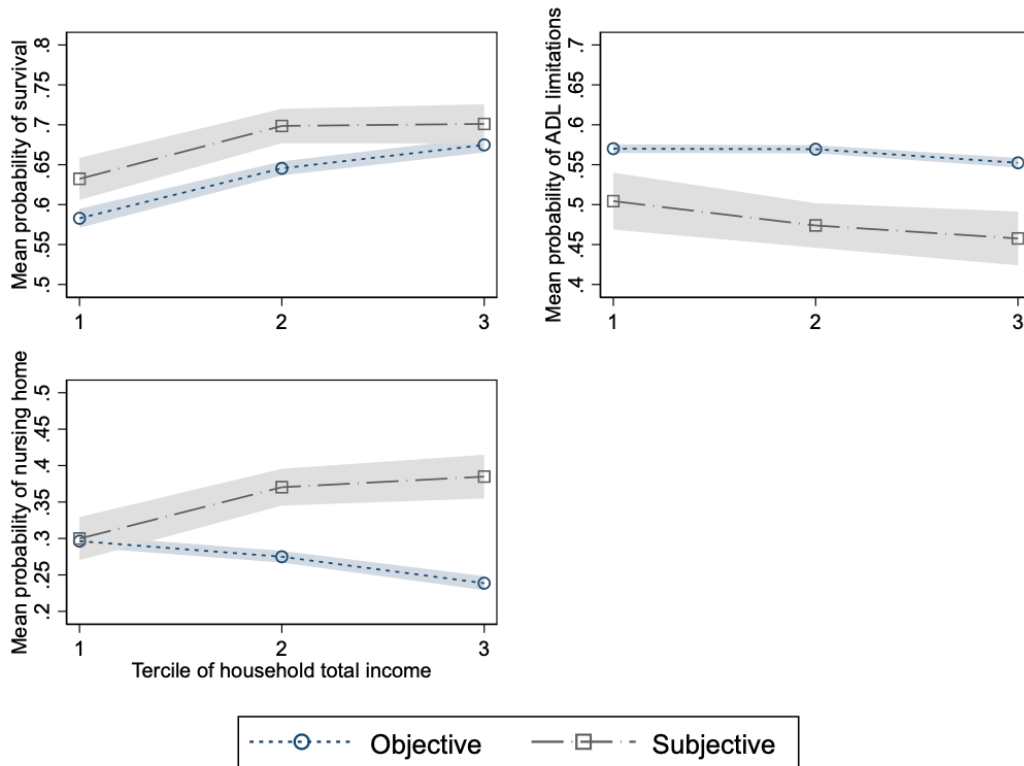 Mean probability of survival
.8
.75
.7
.65
.6
.55
.5
1 2 3
Mean probability of ADL limitations
.7
.65
.6
.55
.5
.45
.4
1 2 3
Mean probability of nursing home
.5
.45
.4
.35
.3
.25
.2
1 2 3
Tercile of household total income
Objective Subjective